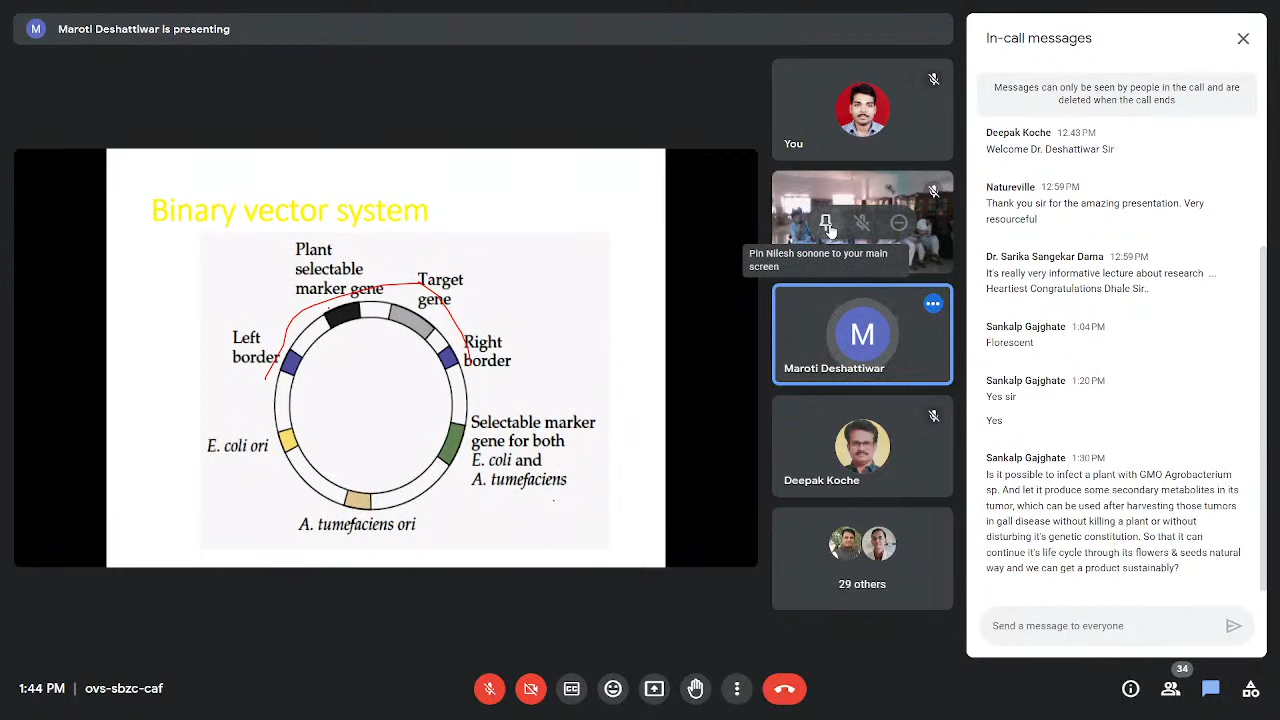 M
Maroti Deshattiwar is presenting
Binary vector system
Plant
selectable
marker gene
Target
gene
Left
border
Right
border
E. coli ori
Selectable marker
gene for both
E. coli and
A. tumefaciens
A. tumefaciens ori
You
Pin Nilesh sonone to your main
screen
M
Maroti Deshattiwar
Deepak Koche
29 others
In-call messages
Messages can only be seen by people in the call and are
deleted when the call ends
Deepak Koche 12:43 PM
Welcome Dr. Deshattiwar Sir
Natureville 12:59 PM
Thank you sir for the amazing presentation. Very
resourceful
Dr. Sarika Sangekar Dama 12:59 PM
It's really very informative lecture about research ...
Heartiest Congratulations Dhale Sir..
Sankalp Gajghate 1:04 PM
Florescent
Sankalp Gajghate 1:20 PM
Yes sir
Yes
Sankalp Gajghate 1:30 PM
Is it possible to infect a plant with GMO Agrobacterium
sp. And let it produce some secondary metabolites in its
tumor, which can be used after harvesting those tumors
in gall disease without killing a plant or without
disturbing it's genetic constitution. So that it can
continue it's life cycle through its flowers & seeds natural
way and we can get a product sustainably?
Send a message to everyone
1:44 PM | ovs-sbzc-caf
34